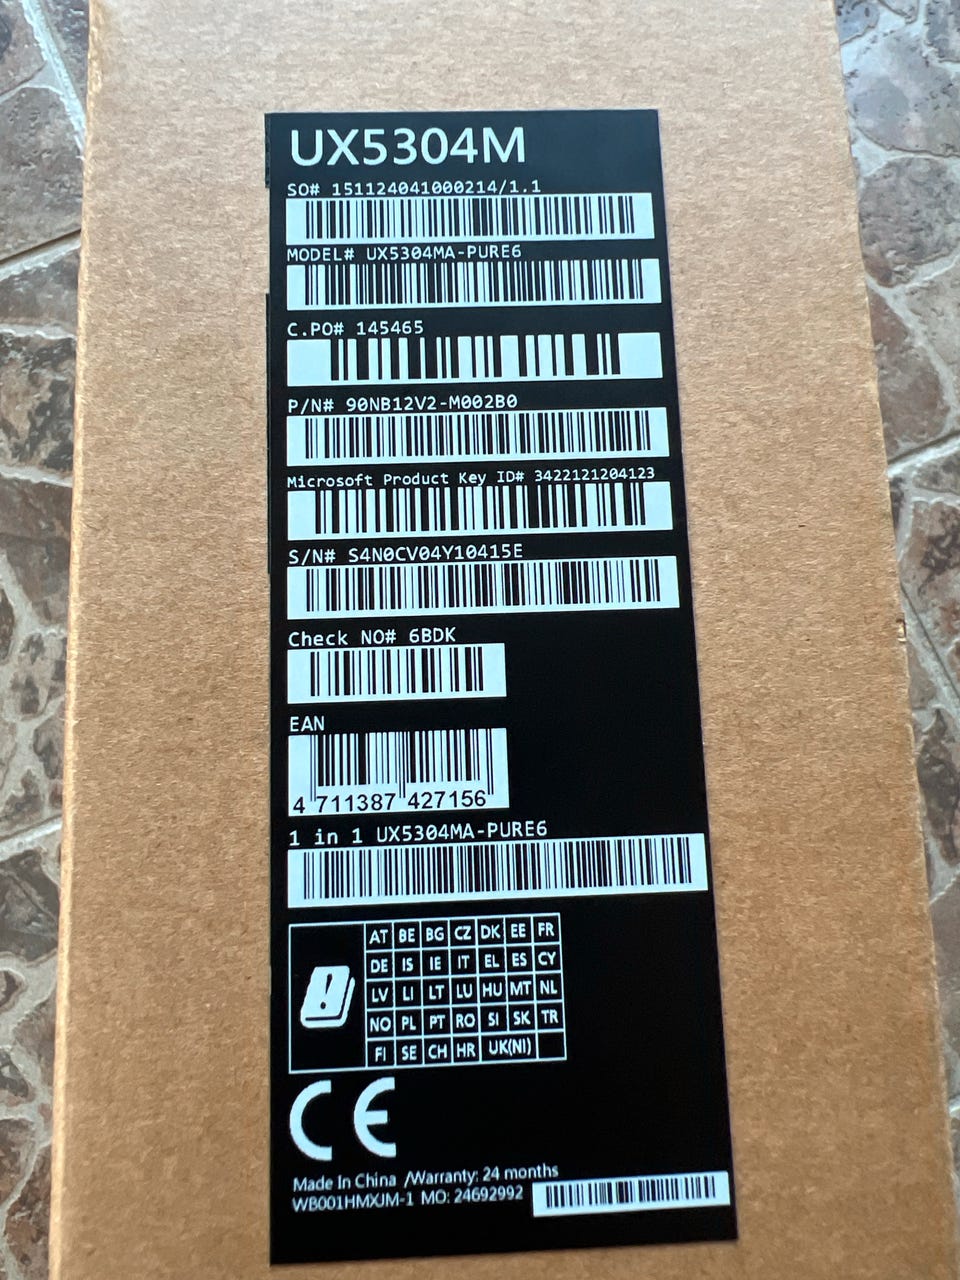 UX5304M
SO# 151124041000214/1.1
MODEL# UX5304MA-PURE6
C.PO# 145465
P/N# 90NB12V2-M002B0
Microsoft Product Key ID# 3422121204123
S/N# S4N0CV04Y10415E
Check NO# 6BDK
EAN
4 711387 427156
1 in 1 UX5304MA-PURE6
AT BE BG CZ DK EE FR
DE IS IE IT EL ES CY
LV LI LT LU HU MT NL
NO PL PT RO SI SK TR
FI SE CH HR UK(NI)
CE
Made In China /Warranty: 24 months
WB001HMXJM-1 MO: 24692992